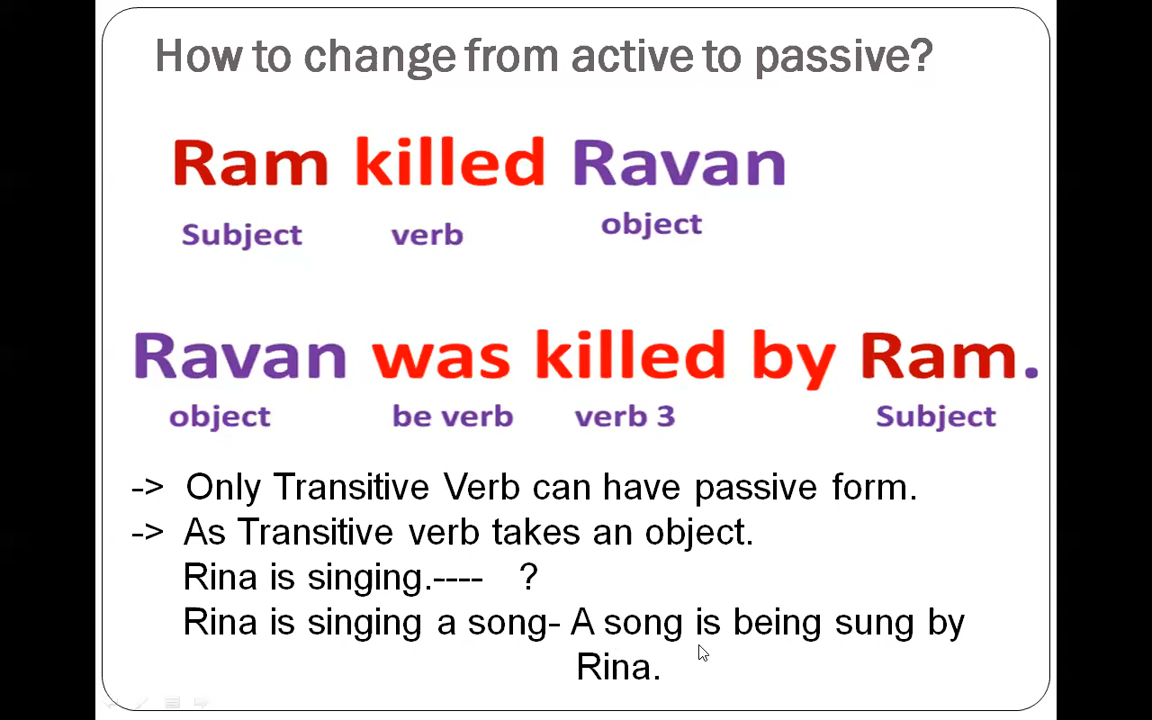 How to change from active to passive?
Ram killed Ravan
Subject verb object
Ravan was killed by Ram.
object be verb verb 3 Subject
-> Only Transitive Verb can have passive form.
-> As Transitive verb takes an object.
Rina is singing.---- ?
Rina is singing a song- A song is being sung by
Rina.